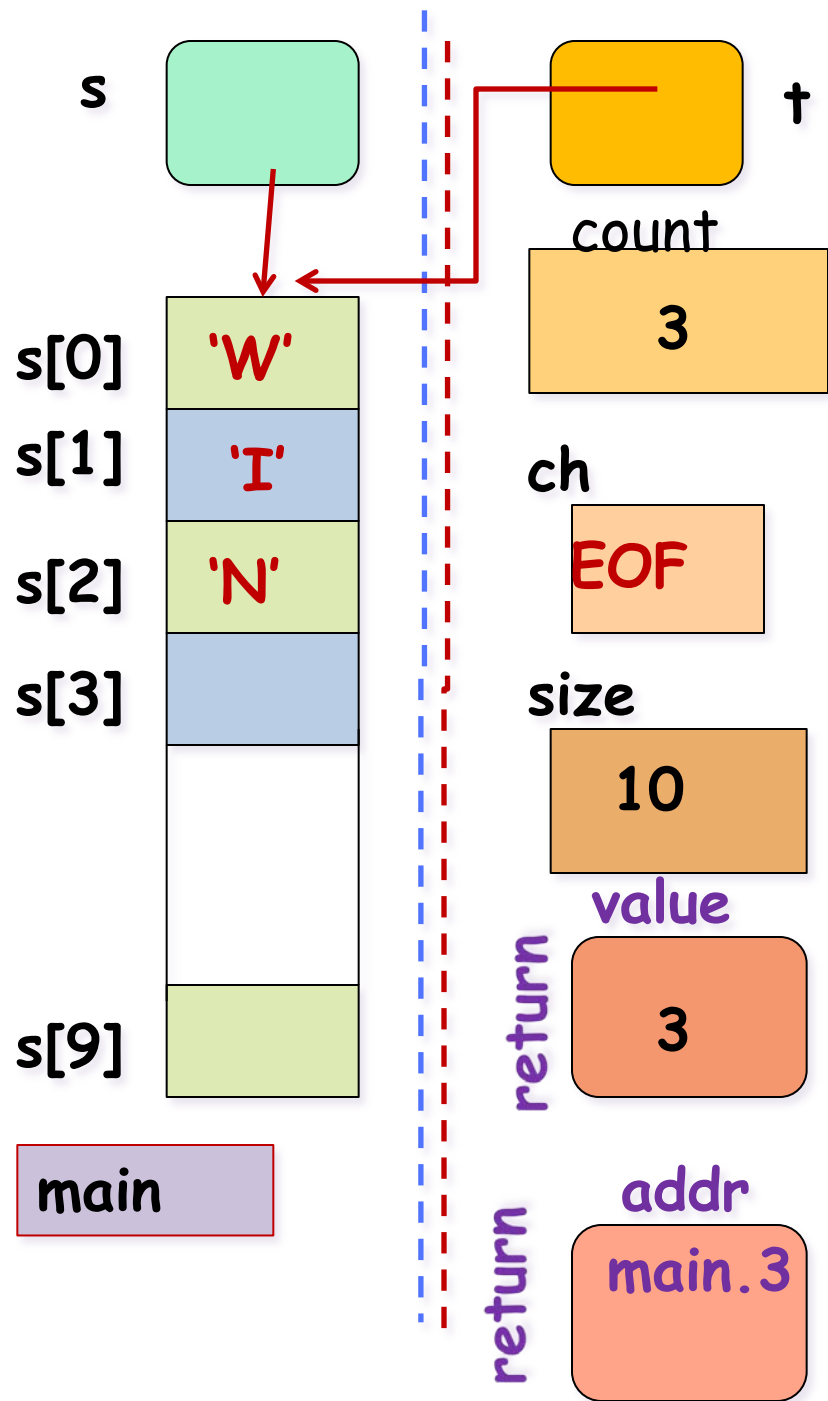 s
t
count
3
s[0]
'W'
s[1]
'I'
ch
s[2]
'N'
EOF
s[3]
size
10
value
return
3
s[9]
main
addr
return
main.3